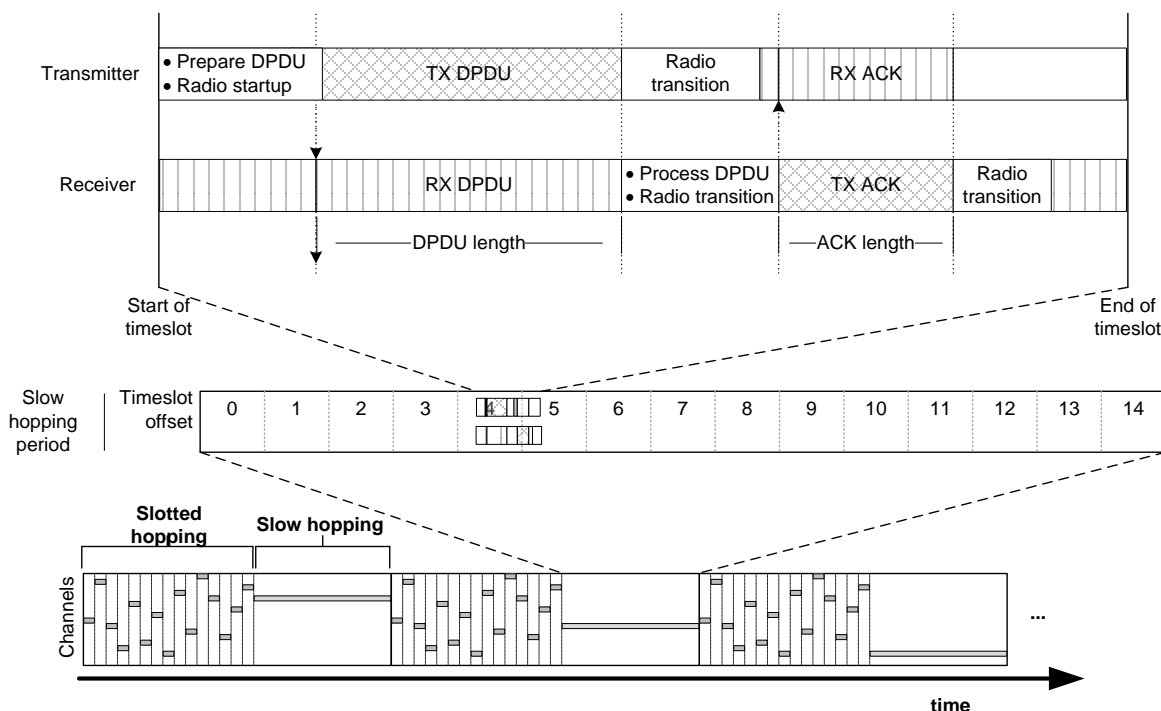 Transmitter
• Prepare DPDU
• Radio startup
TX DPDU
Radio
transition
RX ACK
Receiver
RX DPDU
• Process DPDU
• Radio transition
TX ACK
Radio
transition
DPDU length
ACK length
Start of
timeslot
End of
timeslot
Slow
hopping
period
Timeslot
offset
0 1 2 3 4 5 6 7 8 9 10 11 12 13 14
Slotted
hopping
Slow hopping
Channels
...
time